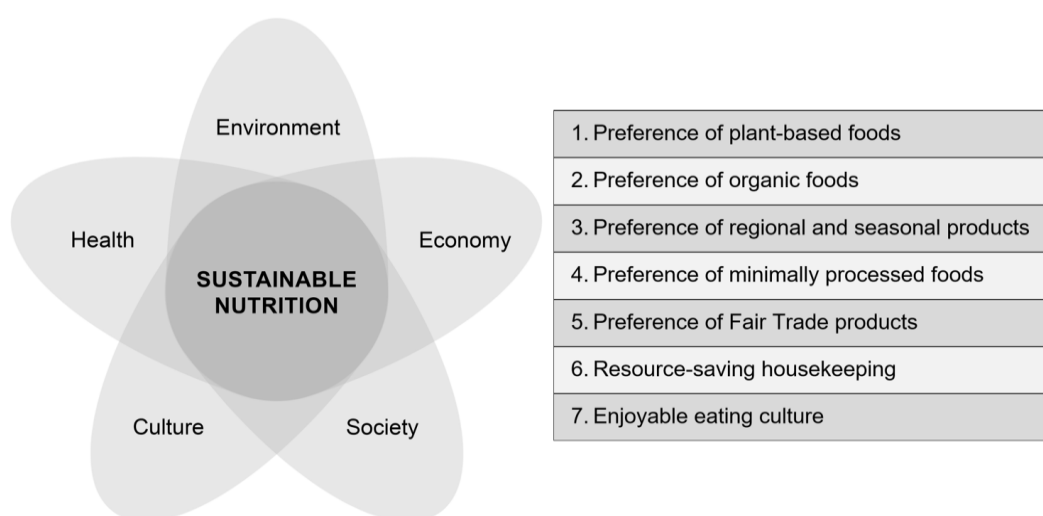 Environment
Health
Economy
SUSTAINABLE
NUTRITION
Culture
Society
1. Preference of plant-based foods
2. Preference of organic foods
3. Preference of regional and seasonal products
4. Preference of minimally processed foods
5. Preference of Fair Trade products
6. Resource-saving housekeeping
7. Enjoyable eating culture